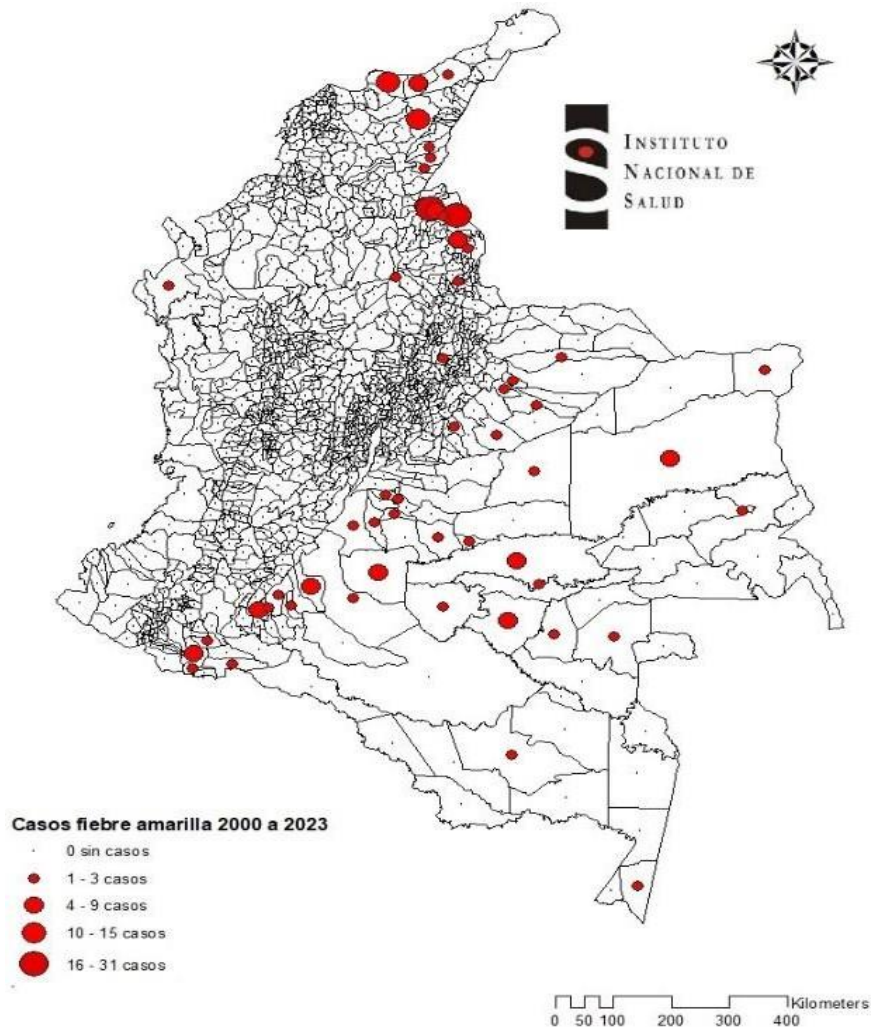 INSTITUTO
NACIONAL DE
SALUD
Casos fiebre amarilla 2000 a 2023
0 sin casos
1 - 3 casos
4 - 9 casos
10 - 15 casos
16 - 31 casos
Kilometers
0 50 100 200 300 400